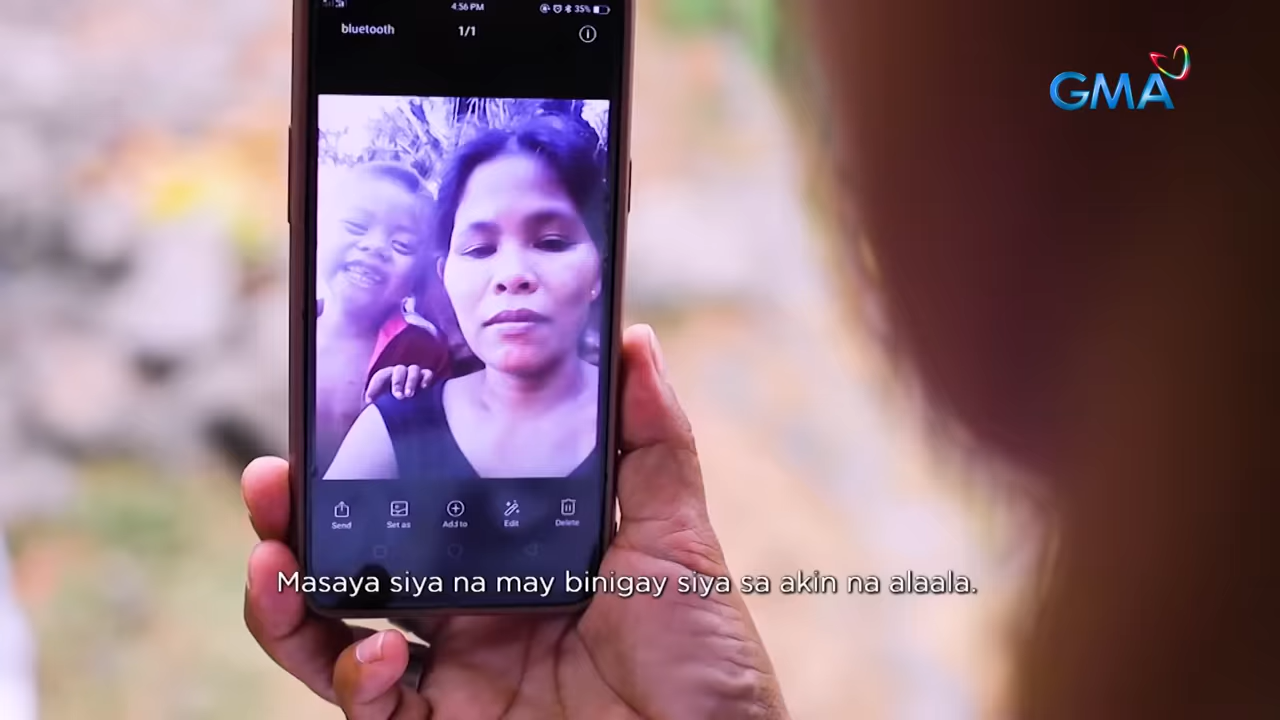 4:56 PM
35%
bluetooth
1/1
GMA
Send
Set as
Add to
Edit
Delete
Masaya siya na may binigay siya sa akin na alaala.